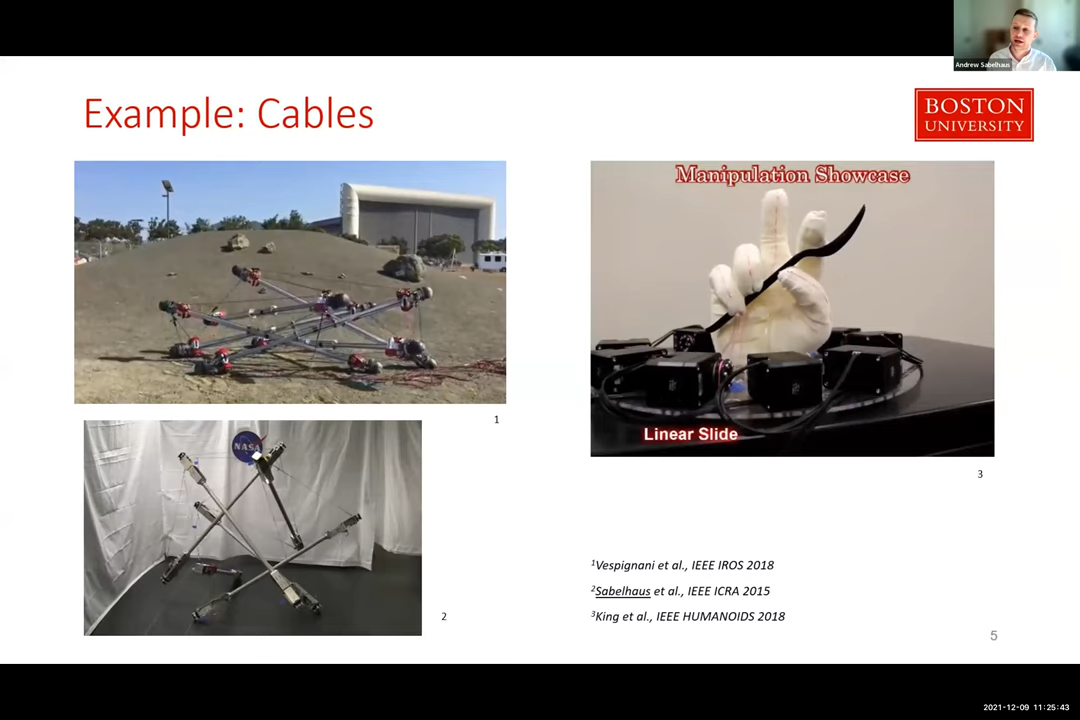 Andrew Sabelhaus
Example: Cables
BOSTON
UNIVERSITY
Manipulation Showcase
Linear Slide
1
NASA
2
3
¹Vespignani et al., IEEE IROS 2018
²Sabelhaus et al., IEEE ICRA 2015
³King et al., IEEE HUMANOIDS 2018
5
2021-12-09 11:25:43